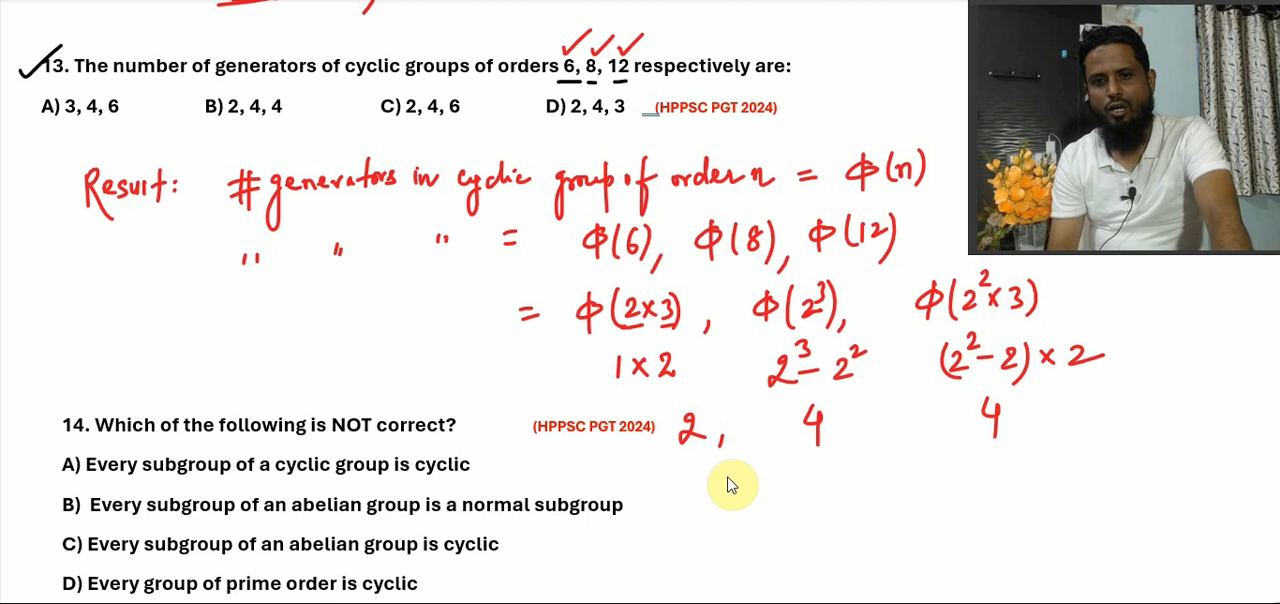 13. The number of generators of cyclic groups of orders 6, 8, 12 respectively are:
A) 3, 4, 6 B) 2, 4, 4 C) 2, 4, 6 D) 2, 4, 3 (HPPSC PGT 2024)
Result: # generators in cyclic group of order n = Φ(n)
" " " = Φ(6), Φ(8), Φ(12)
= Φ(2×3), Φ(2³), Φ(2²×3)
1×2 2³-2² (2²-2)×2
2, 4 4
14. Which of the following is NOT correct? (HPPSC PGT 2024)
A) Every subgroup of a cyclic group is cyclic
B) Every subgroup of an abelian group is a normal subgroup
C) Every subgroup of an abelian group is cyclic
D) Every group of prime order is cyclic